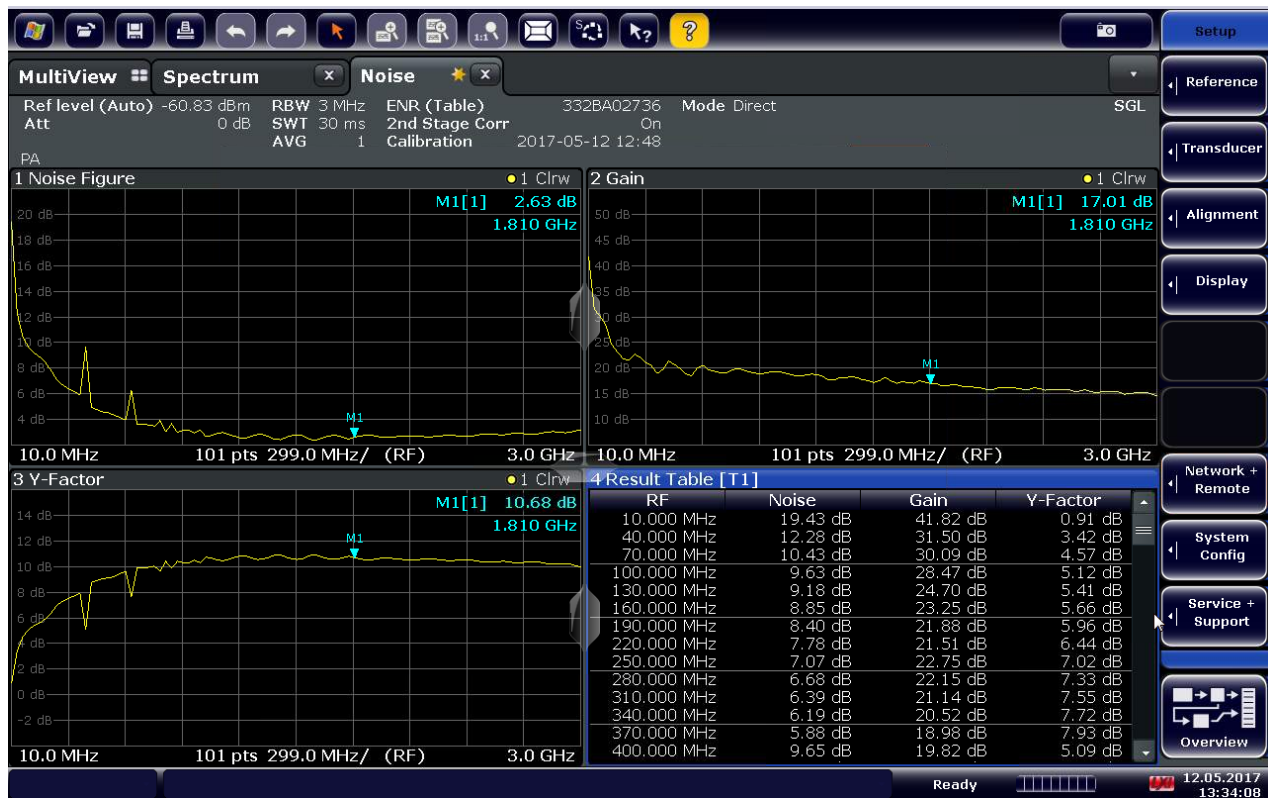 1:1
S
?
?
Setup
MultiView Spectrum x Noise x
Ref level (Auto) -60.83 dBm RBW 3 MHz ENR (Table) 332BA02736 Mode Direct SGL
Att 0 dB SWT 30 ms 2nd Stage Corr On
AVG 1 Calibration 2017-05-12 12:48
PA
1 Noise Figure 1 Clrw
M1[1] 2.63 dB
1.810 GHz
20 dB
18 dB
16 dB
14 dB
12 dB
10 dB
8 dB
6 dB
4 dB
M1
10.0 MHz 101 pts 299.0 MHz/ (RF) 3.0 GHz
2 Gain 1 Clrw
M1[1] 17.01 dB
1.810 GHz
50 dB
45 dB
40 dB
35 dB
30 dB
25 dB
20 dB
15 dB
10 dB
M1
10.0 MHz 101 pts 299.0 MHz/ (RF) 3.0 GHz
3 Y-Factor 1 Clrw
M1[1] 10.68 dB
1.810 GHz
14 dB
12 dB
10 dB
8 dB
6 dB
4 dB
2 dB
0 dB
-2 dB
M1
10.0 MHz 101 pts 299.0 MHz/ (RF) 3.0 GHz
4 Result Table [T1]
RF Noise Gain Y-Factor
10.000 MHz 19.43 dB 41.82 dB 0.91 dB
40.000 MHz 12.28 dB 31.50 dB 3.42 dB
70.000 MHz 10.43 dB 30.09 dB 4.57 dB
100.000 MHz 9.63 dB 28.47 dB 5.12 dB
130.000 MHz 9.18 dB 24.70 dB 5.41 dB
160.000 MHz 8.85 dB 23.25 dB 5.66 dB
190.000 MHz 8.40 dB 21.88 dB 5.96 dB
220.000 MHz 7.78 dB 21.51 dB 6.44 dB
250.000 MHz 7.07 dB 22.75 dB 7.02 dB
280.000 MHz 6.68 dB 22.15 dB 7.33 dB
310.000 MHz 6.39 dB 21.14 dB 7.55 dB
340.000 MHz 6.19 dB 20.52 dB 7.72 dB
370.000 MHz 5.88 dB 18.98 dB 7.93 dB
400.000 MHz 9.65 dB 19.82 dB 5.09 dB
Reference
Transducer
Alignment
Display
Network +
Remote
System
Config
Service +
Support
Overview
Ready
12.05.2017
13:34:08